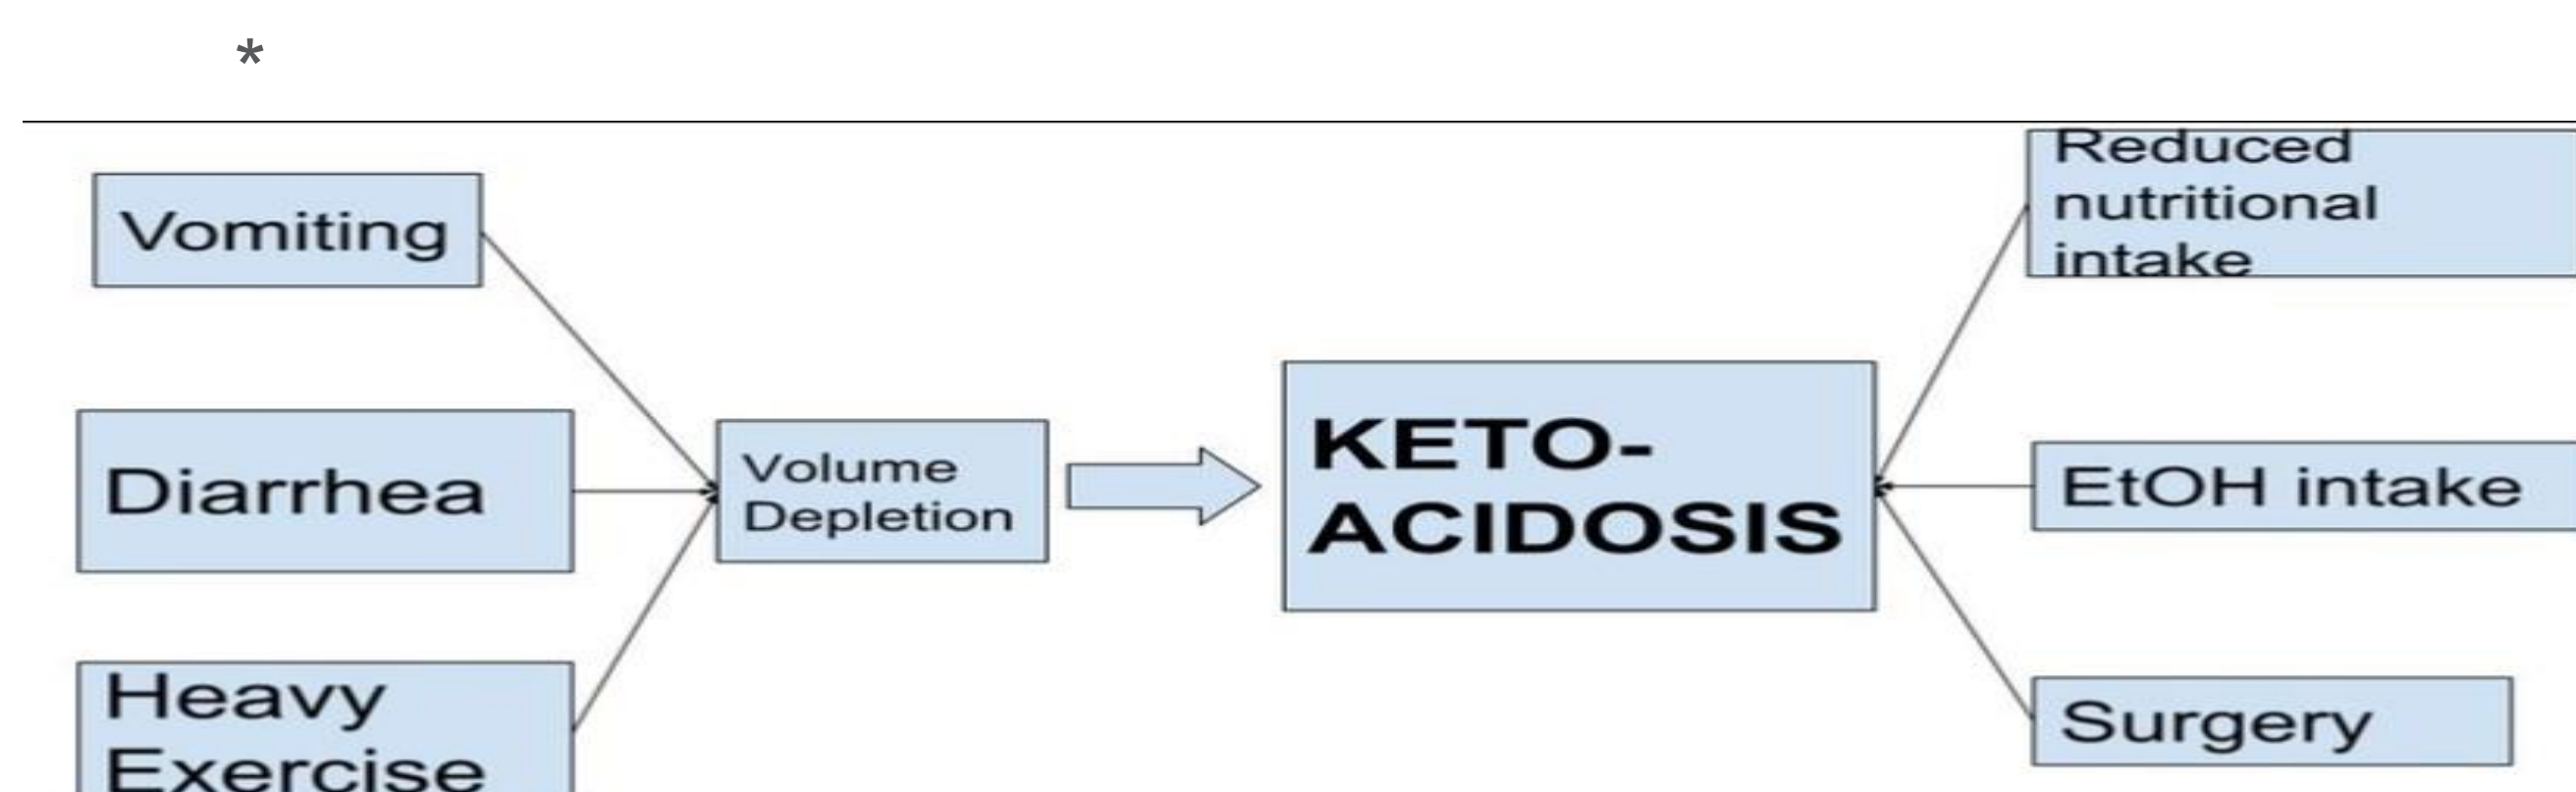 *
Vomiting
Diarrhea
Heavy
Exercise
Volume
Depletion
KETO-
ACIDOSIS
Reduced
nutritional
intake
EtOH intake
Surgery